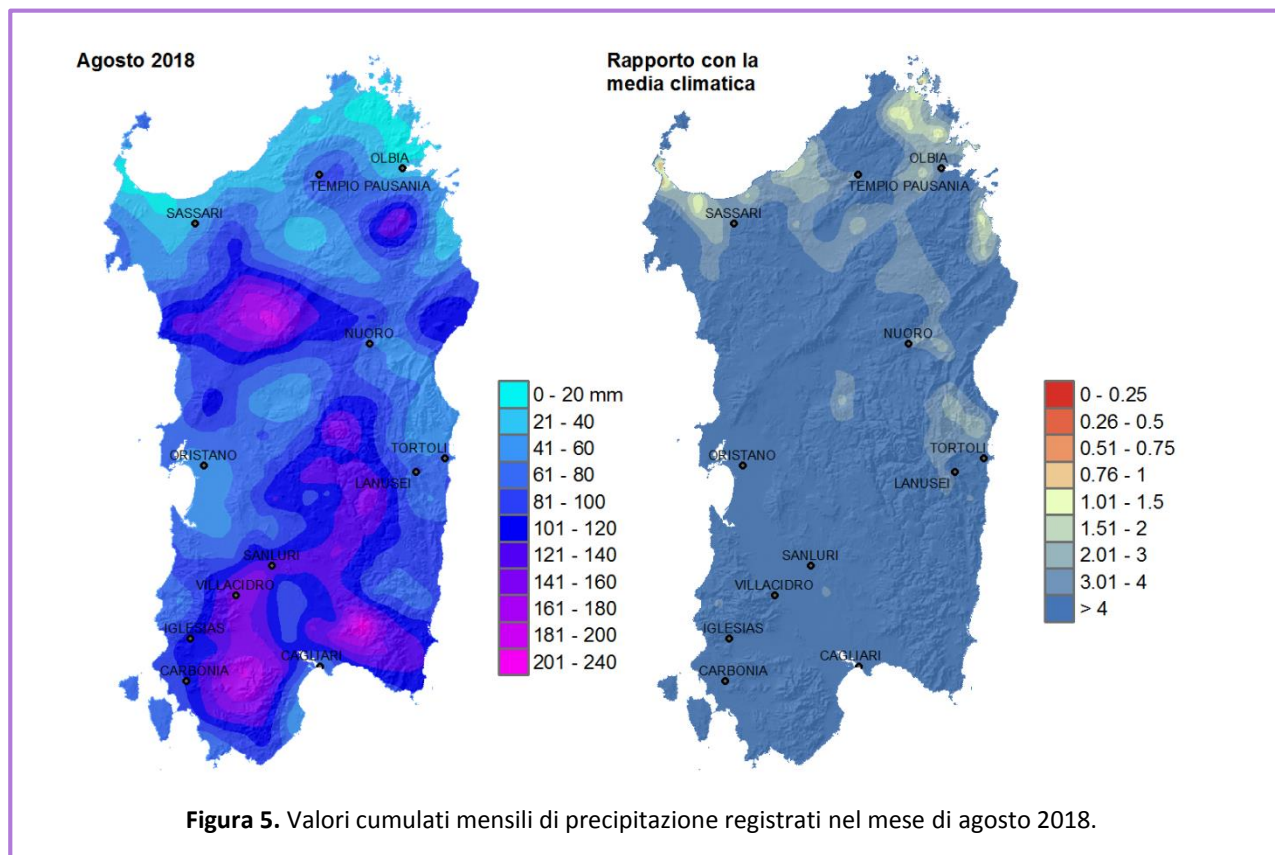 Agosto 2018
OLBIA
TEMPIO PAUSANIA
SASSARI
NUORO
TORTOLI
ORISTANO
LANUSEI
SANLURI
VILLACIDRO
IGLESIAS
CAGLIARI
CARBONIA
0 - 20 mm
21 - 40
41 - 60
61 - 80
81 - 100
101 - 120
121 - 140
141 - 160
161 - 180
181 - 200
201 - 240
Rapporto con la
media climatica
OLBIA
TEMPIO PAUSANIA
SASSARI
NUORO
TORTOLI
ORISTANO
LANUSEI
SANLURI
VILLACIDRO
IGLESIAS
CAGLIARI
CARBONIA
0 - 0.25
0.26 - 0.5
0.51 - 0.75
0.76 - 1
1.01 - 1.5
1.51 - 2
2.01 - 3
3.01 - 4
> 4
Figura 5. Valori cumulati mensili di precipitazione registrati nel mese di agosto 2018.